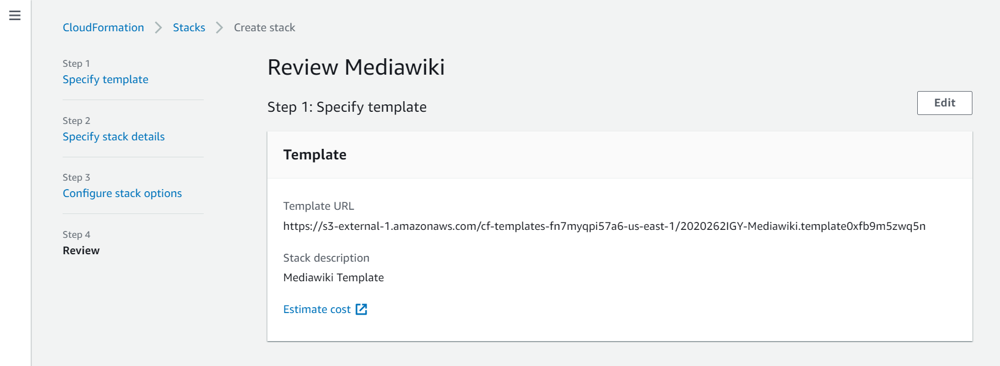 CloudFormation > Stacks > Create stack
Step 1
Specify template
Step 2
Specify stack details
Step 3
Configure stack options
Step 4
Review
Review Mediawiki
Step 1: Specify template
Edit
Template
Template URL
https://s3-external-1.amazonaws.com/cf-templates-fn7myqpi57a6-us-east-1/2020262IGY-Mediawiki.template0xfb9m5zwq5n
Stack description
Mediawiki Template
Estimate cost